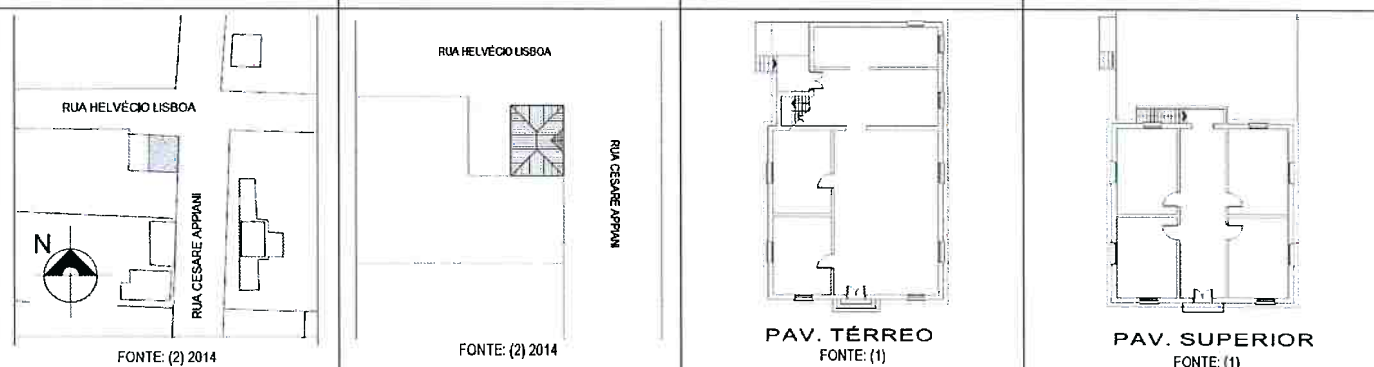 RUA HELVÉCIO LISBOA
RUA CESARE APPIANI
N
FONTE: (2) 2014
RUA HELVÉCIO LISBOA
RUA CESARE APPIANI
FONTE: (2) 2014
PAV. TÉRREO
FONTE: (1)
PAV. SUPERIOR
FONTE: (1)